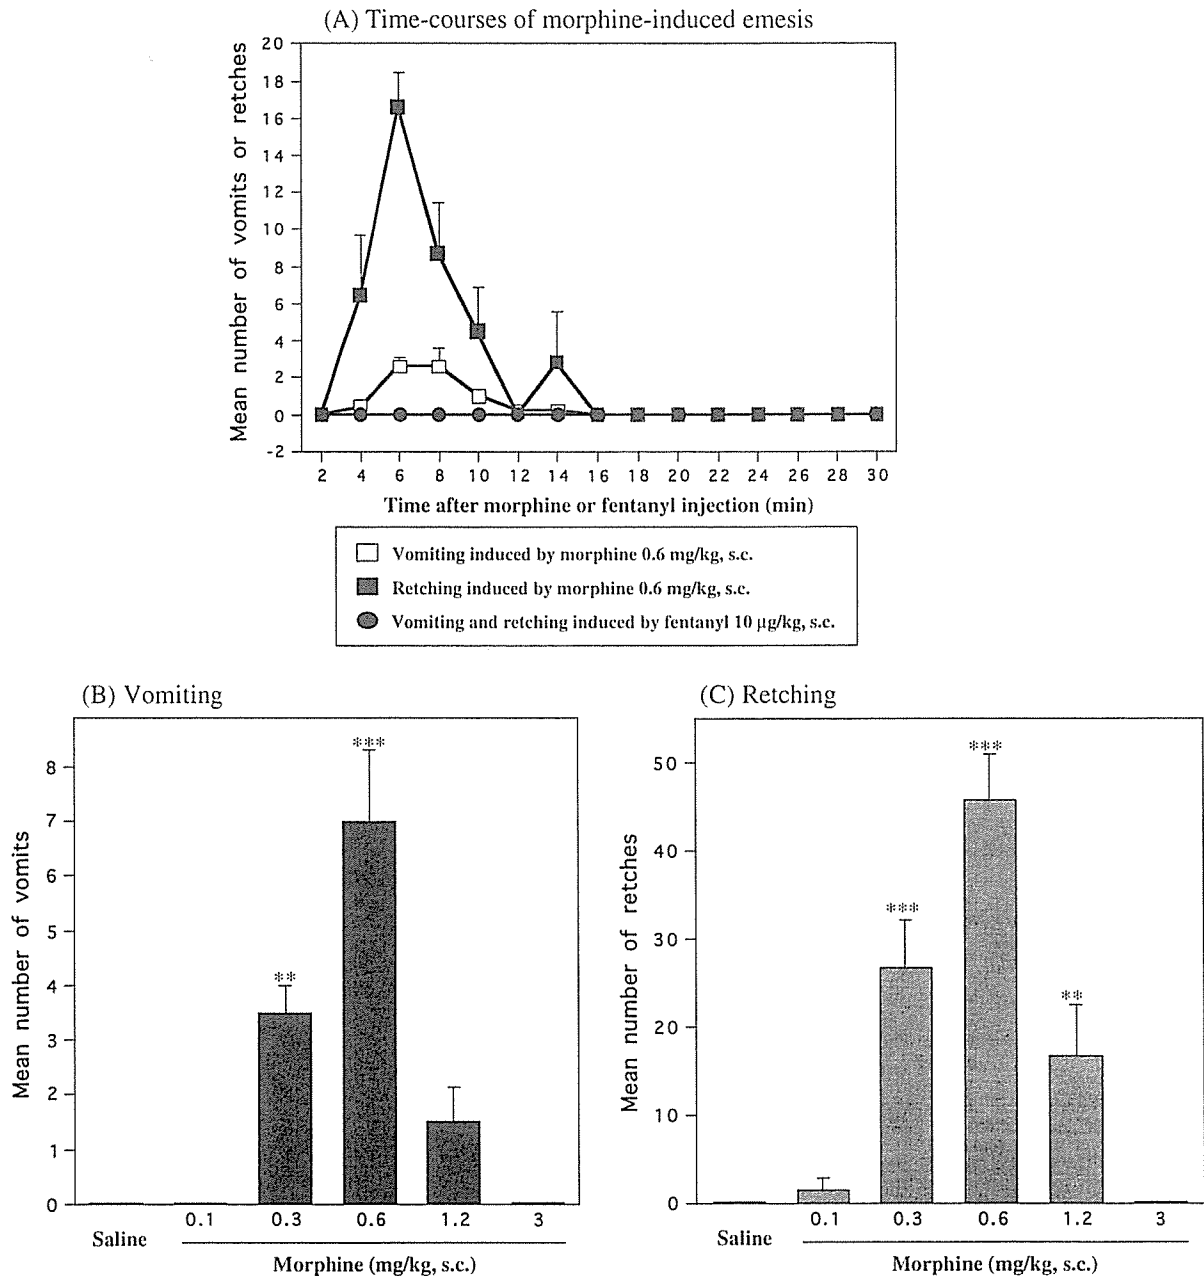 (A) Time-courses of morphine-induced emesis
Mean number of vomits or retches
20
18
16
14
12
10
8
6
4
2
0
-2
2 4 6 8 10 12 14 16 18 20 22 24 26 28 30
Time after morphine or fentanyl injection (min)
Vomiting induced by morphine 0.6 mg/kg, s.c.
Retching induced by morphine 0.6 mg/kg, s.c.
Vomiting and retching induced by fentanyl 10 µg/kg, s.c.
(B) Vomiting
Mean number of vomits
8
7
6
5
4
3
2
1
0
** ***
Saline 0.1 0.3 0.6 1.2 3
Morphine (mg/kg, s.c.)
(C) Retching
Mean number of retches
50
40
30
20
10
0
*** *** **
Saline 0.1 0.3 0.6 1.2 3
Morphine (mg/kg, s.c.)